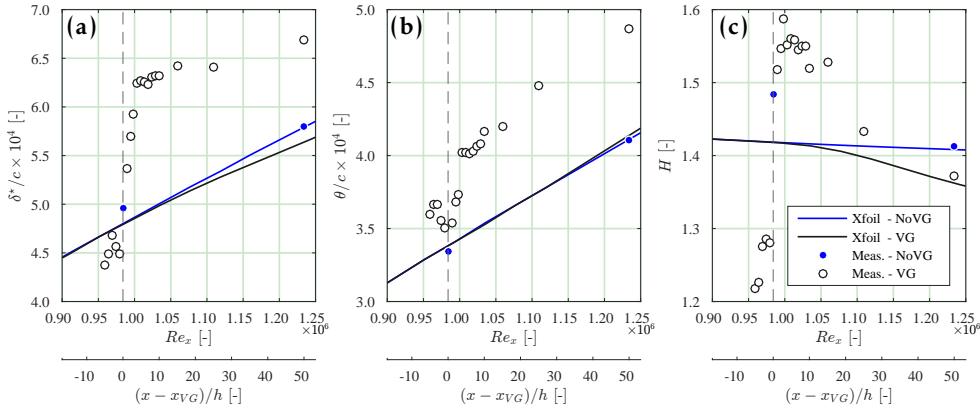 (a)
7.0
6.5
6.0
5.5
5.0
4.5
4.0
δ*/c × 10⁴ [-]
0.90 0.95 1.00 1.05 1.10 1.15 1.20 1.25
×10⁶
Reₓ [-]
-10 0 10 20 30 40 50
(x − x_VG)/h [-]
(b)
5.0
4.5
4.0
3.5
3.0
θ/c × 10⁴ [-]
0.90 0.95 1.00 1.05 1.10 1.15 1.20 1.25
×10⁶
Reₓ [-]
-10 0 10 20 30 40 50
(x − x_VG)/h [-]
(c)
1.6
1.5
1.4
1.3
1.2
H [-]
Xfoil - NoVG
Xfoil - VG
Meas. - NoVG
Meas. - VG
0.90 0.95 1.00 1.05 1.10 1.15 1.20 1.25
×10⁶
Reₓ [-]
-10 0 10 20 30 40 50
(x − x_VG)/h [-]